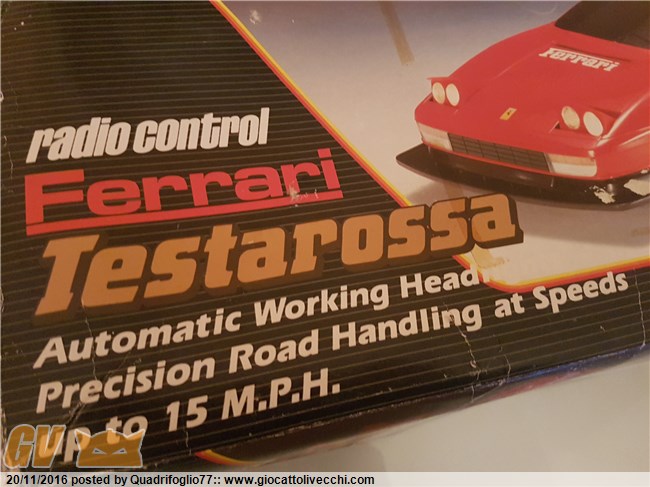 radio control
Ferrari
Testarossa
Automatic Working Head
Precision Road Handling at Speeds
up to 15 M.P.H.
Ferrari
GV
20/11/2016 posted by Quadrifoglio77:: www.giocattolivecchi.com